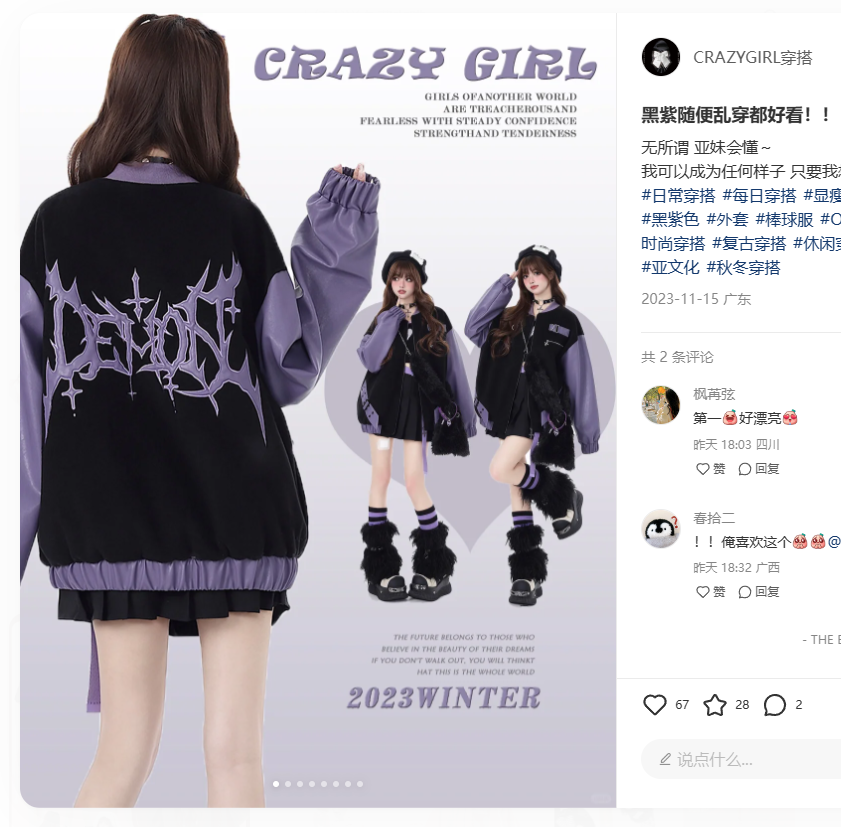 CRAZY GIRL
GIRLS OFANOTHER WORLD
ARE TREACHEROUSAND
FEARLESS WITH STEADY CONFIDENCE
STRENGTHAND TENDERNESS
DEMON
THE FUTURE BELONGS TO THOSE WHO
BELIEVE IN THE BEAUTY OF THEIR DREAMS
IF YOU DON'T WALK OUT, YOU WILL THINKT
HAT THIS IS THE WHOLE WORLD
2023WINTER
CRAZYGIRL穿搭
黑紫随便乱穿都好看！！
无所谓 亚妹会懂～
我可以成为任何样子 只要我
#日常穿搭 #每日穿搭 #显瘦
#黑紫色 #外套 #棒球服 #O
时尚穿搭 #复古穿搭 #休闲穿
#亚文化 #秋冬穿搭
2023-11-15 广东
共 2 条评论
枫苒弦
第一好漂亮
昨天 18:03 四川
赞 回复
春拾二
！！俺喜欢这个@
昨天 18:32 广西
赞 回复
- THE E
67 28 2
说点什么...